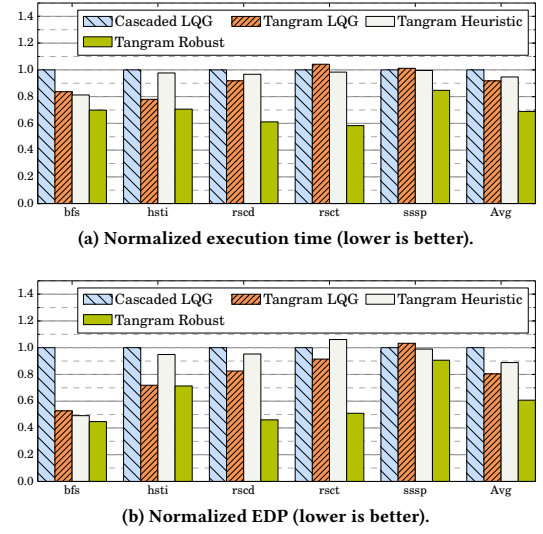 1.4
1.2
1.0
0.8
0.6
0.4
0.2
0.0
Cascaded LQG Tangram LQG Tangram Heuristic
Tangram Robust
bfs hsti rscd rsct sssp Avg
(a) Normalized execution time (lower is better).
1.4
1.2
1.0
0.8
0.6
0.4
0.2
0.0
Cascaded LQG Tangram LQG Tangram Heuristic
Tangram Robust
bfs hsti rscd rsct sssp Avg
(b) Normalized EDP (lower is better).